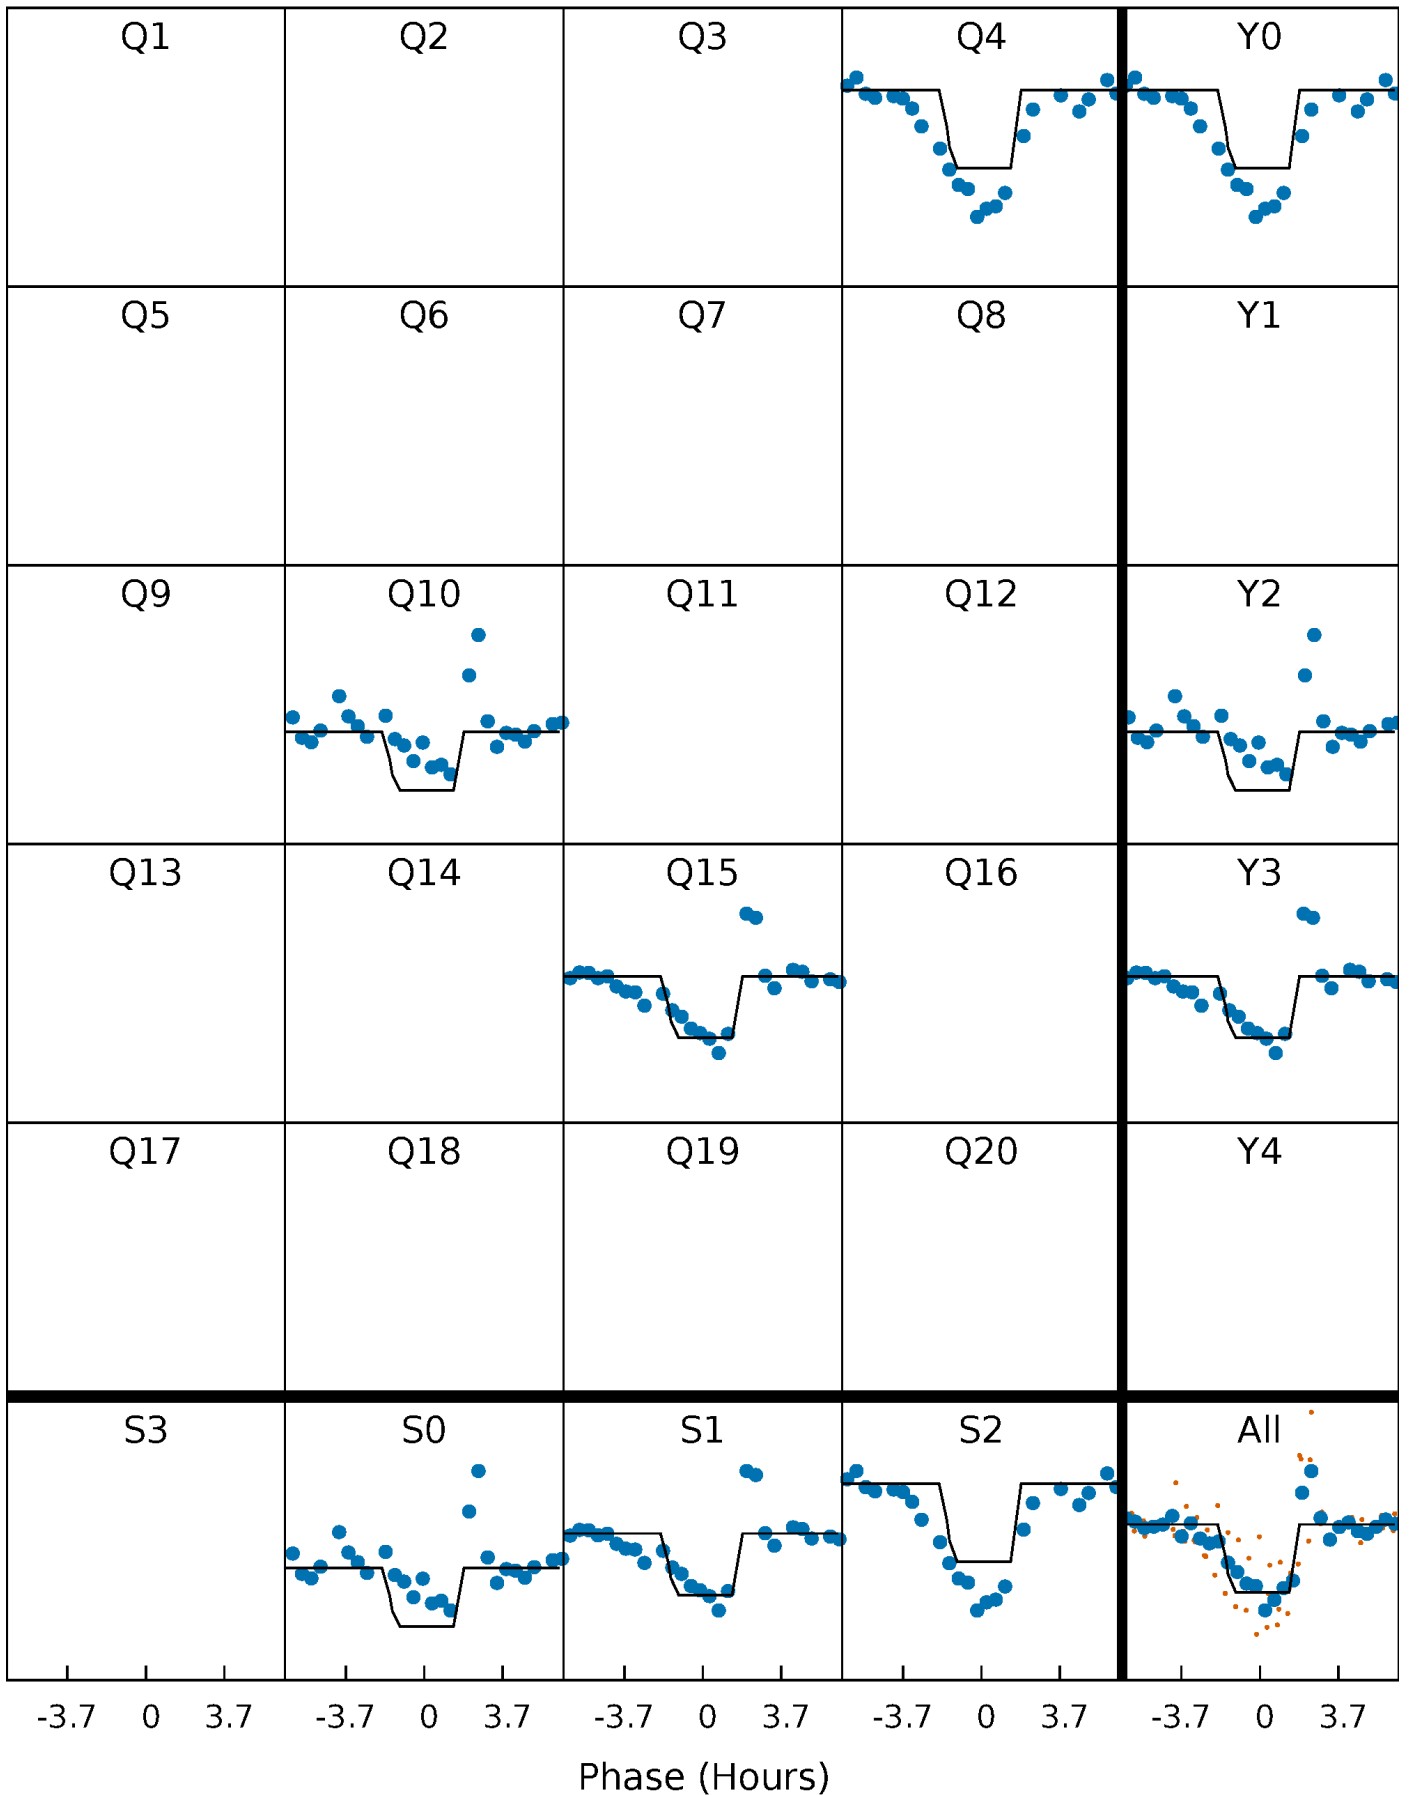 Q1 Q2 Q3 Q4 Y0
Q5 Q6 Q7 Q8 Y1
Q9 Q10 Q11 Q12 Y2
Q13 Q14 Q15 Q16 Y3
Q17 Q18 Q19 Q20 Y4
S3 S0 S1 S2 All
-3.7 0 3.7 -3.7 0 3.7 -3.7 0 3.7 -3.7 0 3.7 -3.7 0 3.7
Phase (Hours)